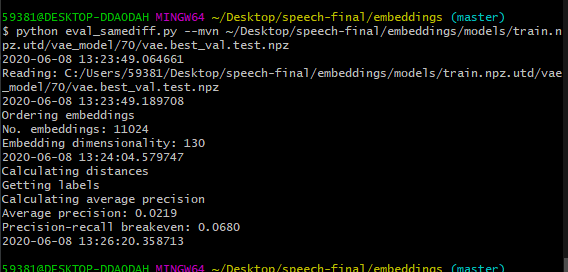 59381@DESKTOP-DDAODAH MINGW64 ~/Desktop/speech-final/embeddings (master)
$ python eval_samediff.py --mvn ~/Desktop/speech-final/embeddings/models/train.n
pz.utd/vae_model/70/vae.best_val.test.npz
2020-06-08 13:23:49.064661
Reading: C:/Users/59381/Desktop/speech-final/embeddings/models/train.npz.utd/vae
_model/70/vae.best_val.test.npz
2020-06-08 13:23:49.189708
Ordering embeddings
No. embeddings: 11024
Embedding dimensionality: 130
2020-06-08 13:24:04.579747
Calculating distances
Getting labels
Calculating average precision
Average precision: 0.0219
Precision-recall breakeven: 0.0680
2020-06-08 13:26:20.358713
59381@DESKTOP-DDAODAH MINGW64 ~/Desktop/speech-final/embeddings (master)